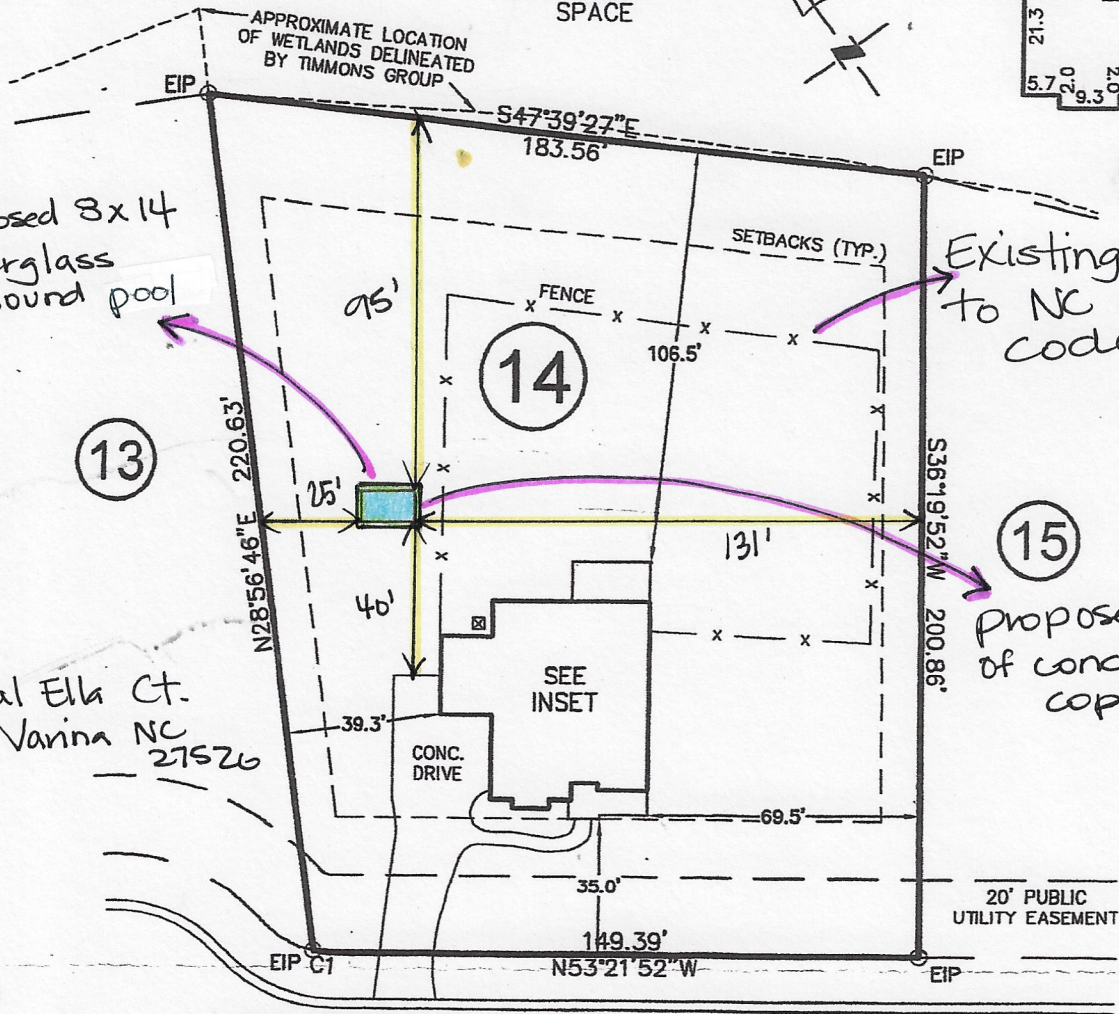 SPACE
APPROXIMATE LOCATION
OF WETLANDS DELINEATED
BY TIMMONS GROUP
21.3
5.7
2.0
9.3
2.0
EIP
S47°39'27"E
183.56'
EIP
osed 8x14
erglass
ound pool
SETBACKS (TYP.)
Existing
to NC
Code
FENCE
x x x x
95'
14
106.5'
13
220.63'
N28°56'46"E
25'
131'
40'
S36°19'52"W
200.86'
15
propose
of conc
cop
SEE
INSET
al Ella Ct.
Varina NC
27526
39.3'
CONC.
DRIVE
69.5'
35.0'
20' PUBLIC
UTILITY EASEMENT
149.39'
N53°21'52"W
EIP C1
EIP